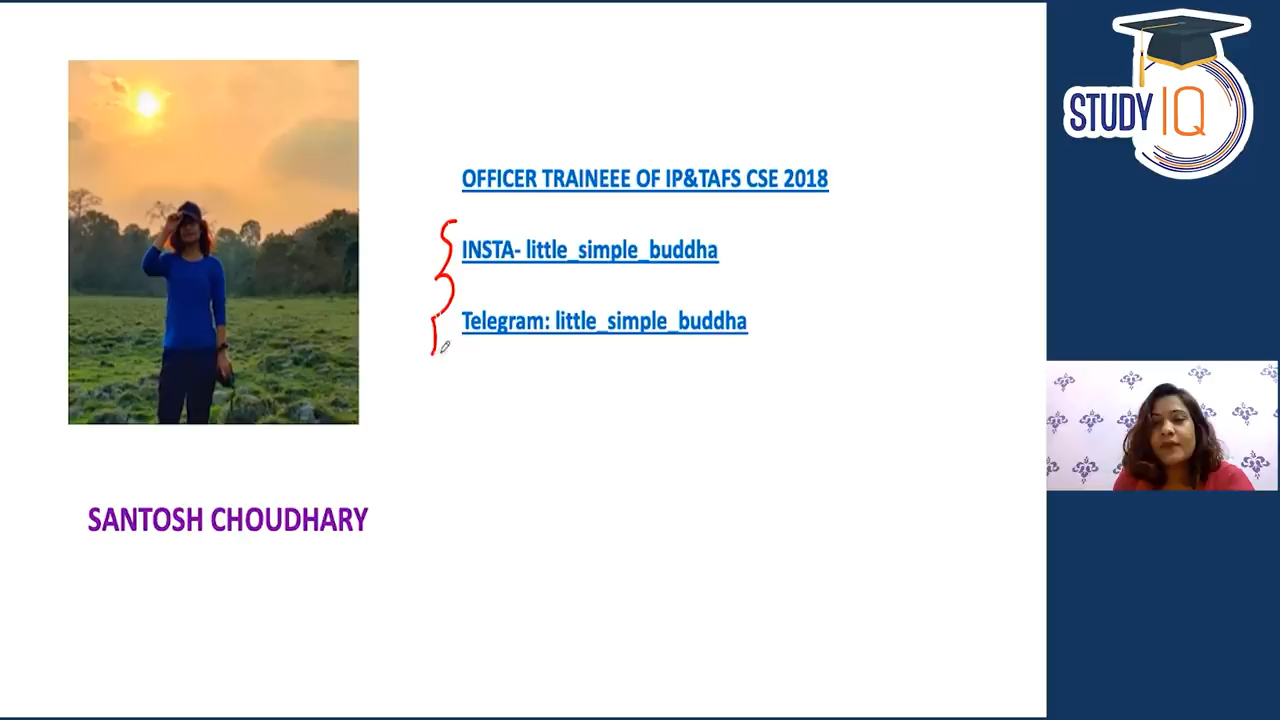 STUDY IQ
OFFICER TRAINEEE OF IP&TAFS CSE 2018
INSTA- little_simple_buddha
Telegram: little_simple_buddha
SANTOSH CHOUDHARY